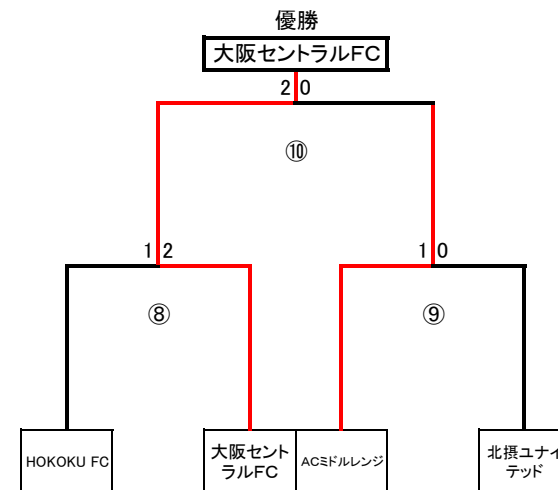 優勝
大阪セントラルFC
2 0
⑩
1 2
1 0
⑧
⑨
HOKOKU FC
大阪セント
ラルFC
ACミドルレンジ
北摂ユナイ
テッド